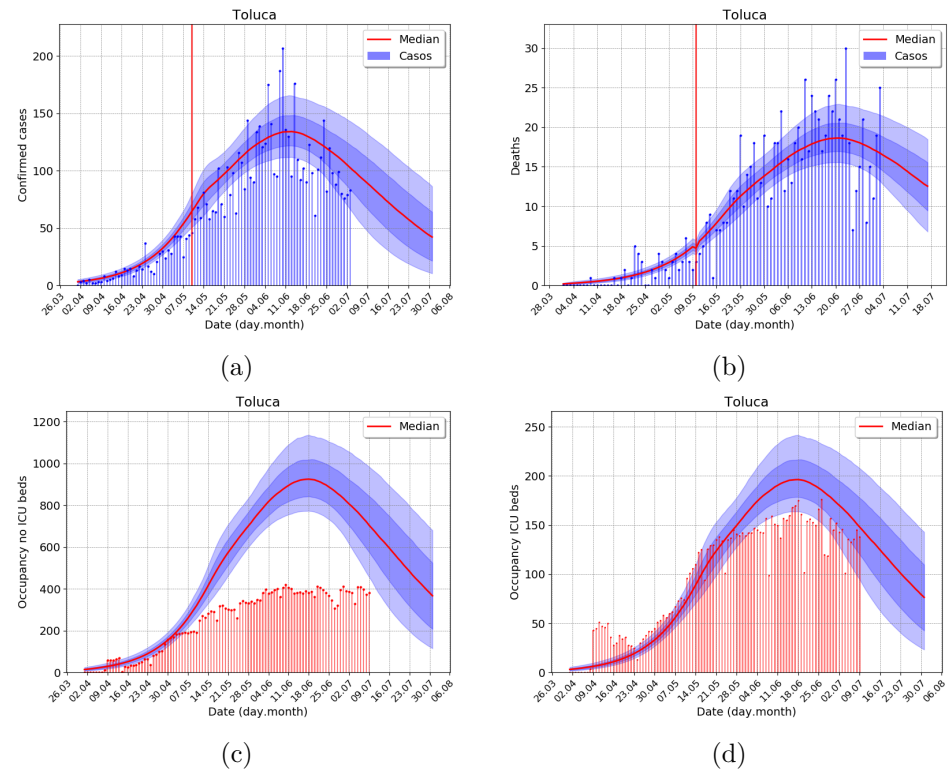 Toluca
Confirmed cases
200
150
100
50
0
Median
Casos
26.03 02.04 09.04 16.04 23.04 30.04 07.05 14.05 21.05 28.05 04.06 11.06 18.06 25.06 02.07 09.07 16.07 23.07 30.07 06.08
Date (day.month)
(a)
Toluca
Deaths
30
25
20
15
10
5
0
Median
Casos
28.03 04.04 11.04 18.04 25.04 02.05 09.05 16.05 23.05 30.05 06.06 13.06 20.06 27.06 04.07 11.07 18.07
Date (day.month)
(b)
Toluca
Occupancy no ICU beds
1200
1000
800
600
400
200
0
Median
26.03 02.04 09.04 16.04 23.04 30.04 07.05 14.05 21.05 28.05 04.06 11.06 18.06 25.06 02.07 09.07 16.07 23.07 30.07 06.08
Date (day.month)
(c)
Toluca
Occupancy ICU beds
250
200
150
100
50
0
Median
26.03 02.04 09.04 16.04 23.04 30.04 07.05 14.05 21.05 28.05 04.06 11.06 18.06 25.06 02.07 09.07 16.07 23.07 30.07 06.08
Date (day.month)
(d)